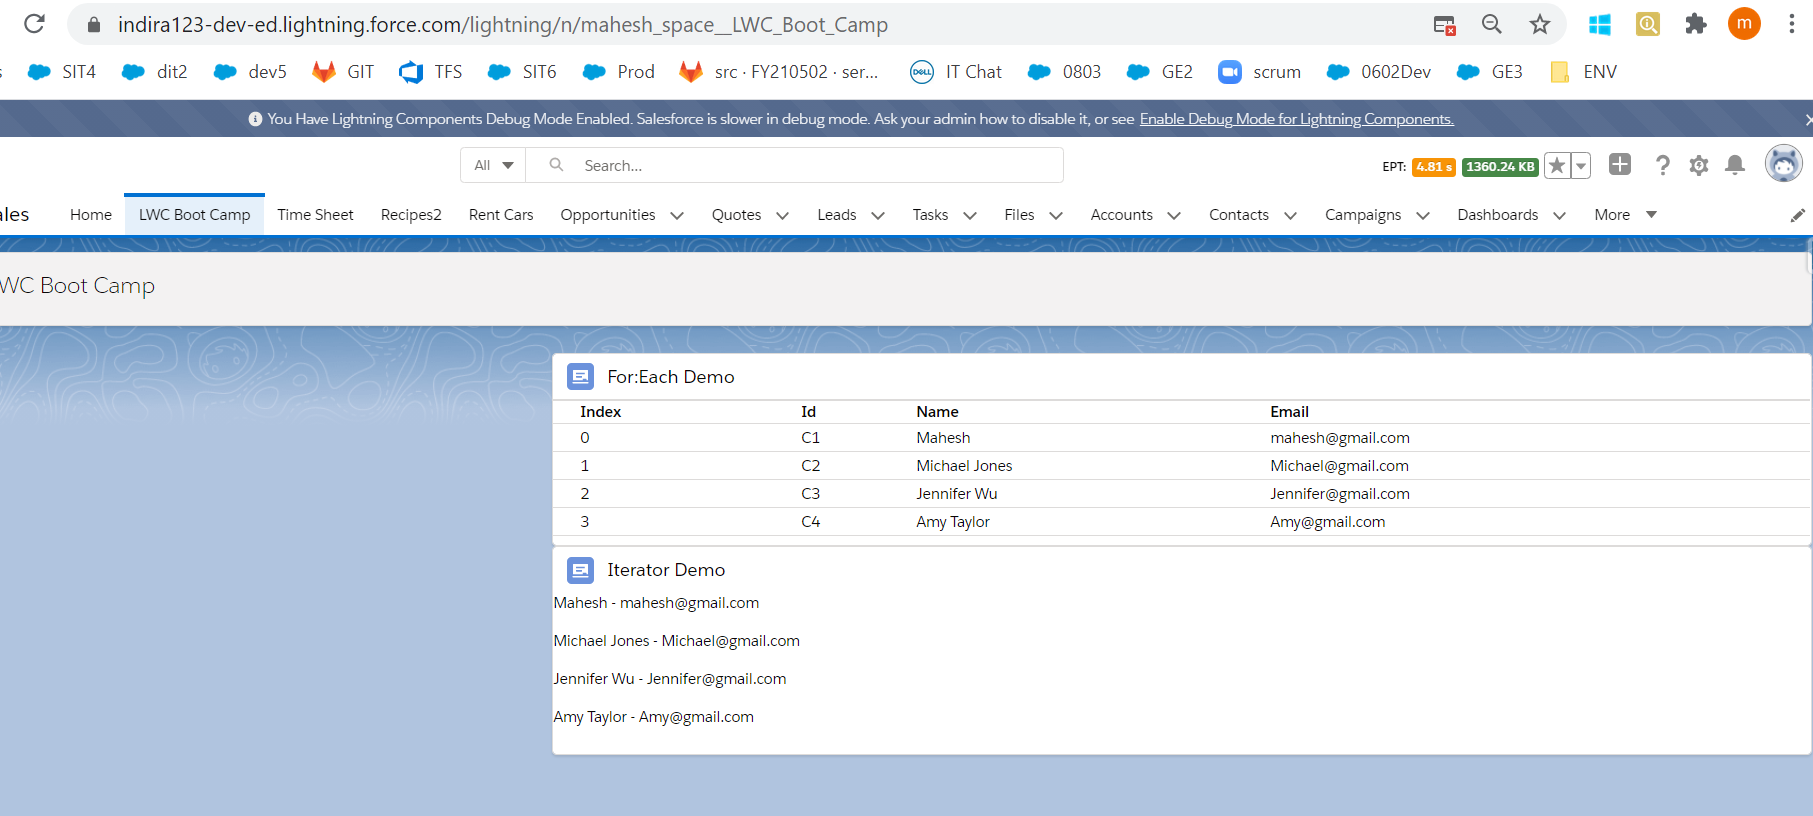 indira123-dev-ed.lightning.force.com/lightning/n/mahesh_space__LWC_Boot_Camp
s SIT4 dit2 dev5 GIT TFS SIT6 Prod src · FY210502 · ser... DELL IT Chat 0803 GE2 scrum 0602Dev GE3 ENV
You Have Lightning Components Debug Mode Enabled. Salesforce is slower in debug mode. Ask your admin how to disable it, or see Enable Debug Mode for Lightning Components.
All Search... EPT: 4.81 s 1360.24 KB
ales Home LWC Boot Camp Time Sheet Recipes2 Rent Cars Opportunities Quotes Leads Tasks Files Accounts Contacts Campaigns Dashboards More
WC Boot Camp
For:Each Demo
Index Id Name Email
0 C1 Mahesh mahesh@gmail.com
1 C2 Michael Jones Michael@gmail.com
2 C3 Jennifer Wu Jennifer@gmail.com
3 C4 Amy Taylor Amy@gmail.com
Iterator Demo
Mahesh - mahesh@gmail.com
Michael Jones - Michael@gmail.com
Jennifer Wu - Jennifer@gmail.com
Amy Taylor - Amy@gmail.com